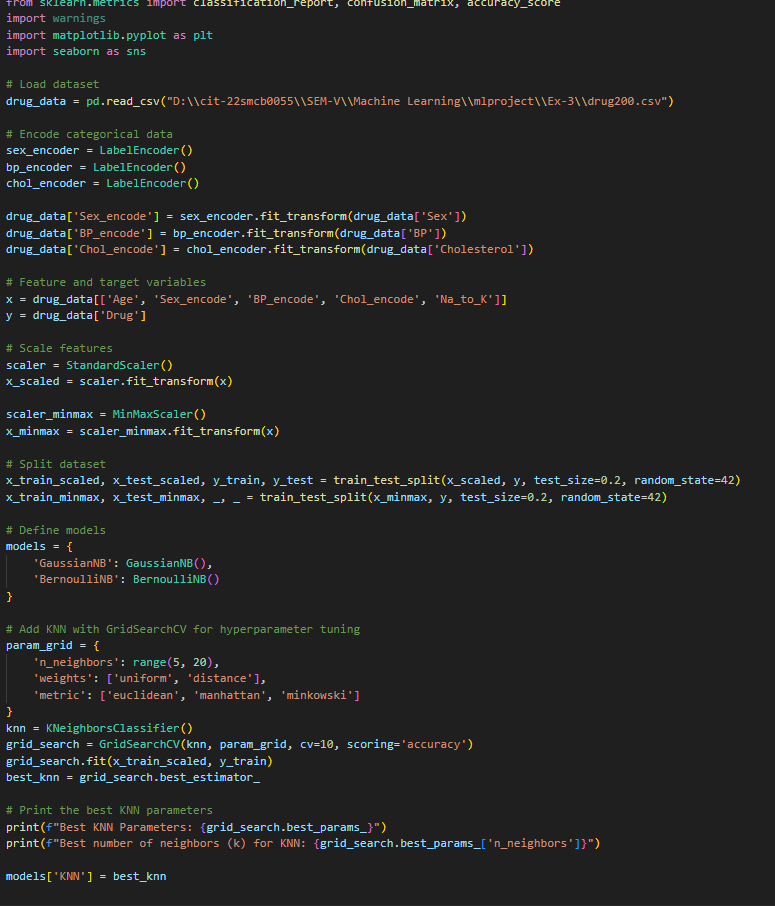 from sklearn.metrics import classification_report, confusion_matrix, accuracy_score
import warnings
import matplotlib.pyplot as plt
import seaborn as sns

# Load dataset
drug_data = pd.read_csv("D:\\cit-22smcb0055\\SEM-V\\Machine Learning\\mlproject\\Ex-3\\drug200.csv")

# Encode categorical data
sex_encoder = LabelEncoder()
bp_encoder = LabelEncoder()
chol_encoder = LabelEncoder()

drug_data['Sex_encode'] = sex_encoder.fit_transform(drug_data['Sex'])
drug_data['BP_encode'] = bp_encoder.fit_transform(drug_data['BP'])
drug_data['Chol_encode'] = chol_encoder.fit_transform(drug_data['Cholesterol'])

# Feature and target variables
x = drug_data[['Age', 'Sex_encode', 'BP_encode', 'Chol_encode', 'Na_to_K']]
y = drug_data['Drug']

# Scale features
scaler = StandardScaler()
x_scaled = scaler.fit_transform(x)

scaler_minmax = MinMaxScaler()
x_minmax = scaler_minmax.fit_transform(x)

# Split dataset
x_train_scaled, x_test_scaled, y_train, y_test = train_test_split(x_scaled, y, test_size=0.2, random_state=42)
x_train_minmax, x_test_minmax, _, _ = train_test_split(x_minmax, y, test_size=0.2, random_state=42)

# Define models
models = {
    'GaussianNB': GaussianNB(),
    'BernoulliNB': BernoulliNB()
}

# Add KNN with GridSearchCV for hyperparameter tuning
param_grid = {
    'n_neighbors': range(5, 20),
    'weights': ['uniform', 'distance'],
    'metric': ['euclidean', 'manhattan', 'minkowski']
}
knn = KNeighborsClassifier()
grid_search = GridSearchCV(knn, param_grid, cv=10, scoring='accuracy')
grid_search.fit(x_train_scaled, y_train)
best_knn = grid_search.best_estimator_

# Print the best KNN parameters
print(f"Best KNN Parameters: {grid_search.best_params_}")
print(f"Best number of neighbors (k) for KNN: {grid_search.best_params_['n_neighbors']}")

models['KNN'] = best_knn